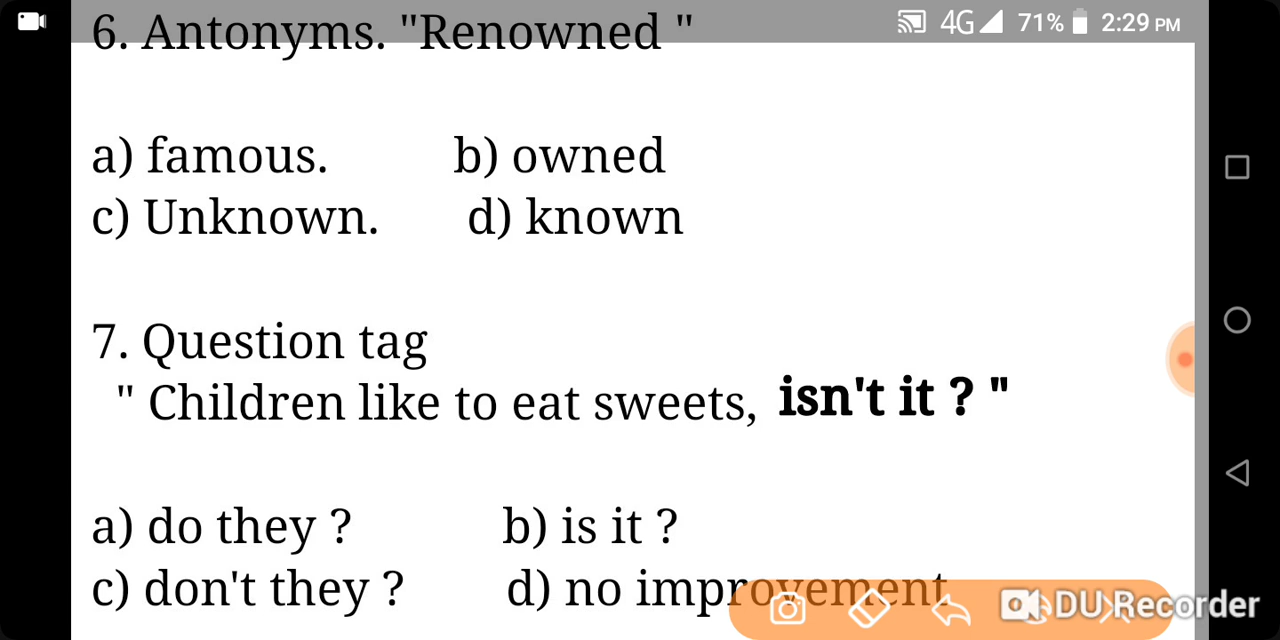 4G 71% 2:29 PM
6. Antonyms. "Renowned "
a) famous. b) owned
c) Unknown. d) known
7. Question tag
" Children like to eat sweets, isn't it ? "
a) do they ? b) is it ?
c) don't they ? d) no improvement
DU Recorder